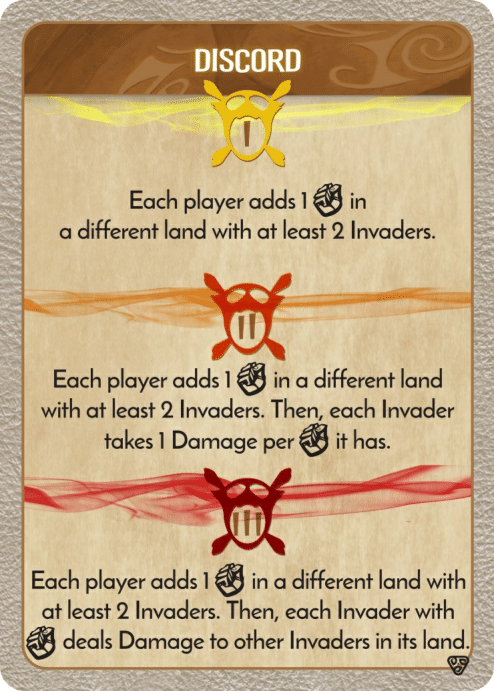 DISCORD
I
Each player adds 1 in
a different land with at least 2 Invaders.
II
Each player adds 1 in a different land
with at least 2 Invaders. Then, each Invader
takes 1 Damage per it has.
III
Each player adds 1 in a different land with
at least 2 Invaders. Then, each Invader with
deals Damage to other Invaders in its land.